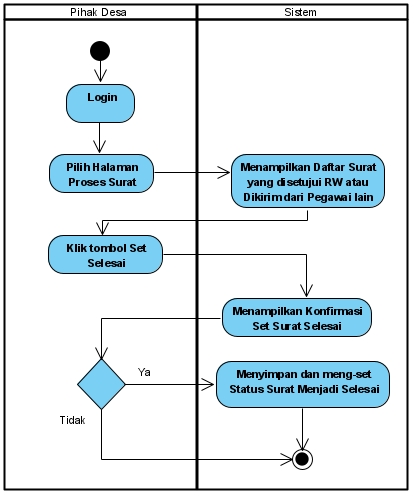 Pihak Desa
Sistem
Login
Pilih Halaman
Proses Surat
Menampilkan Daftar Surat
yang disetujui RW atau
Dikirim dari Pegawai lain
Klik tombol Set
Selesai
Menampilkan Konfirmasi
Set Surat Selesai
Ya
Menyimpan dan meng-set
Status Surat Menjadi Selesai
Tidak